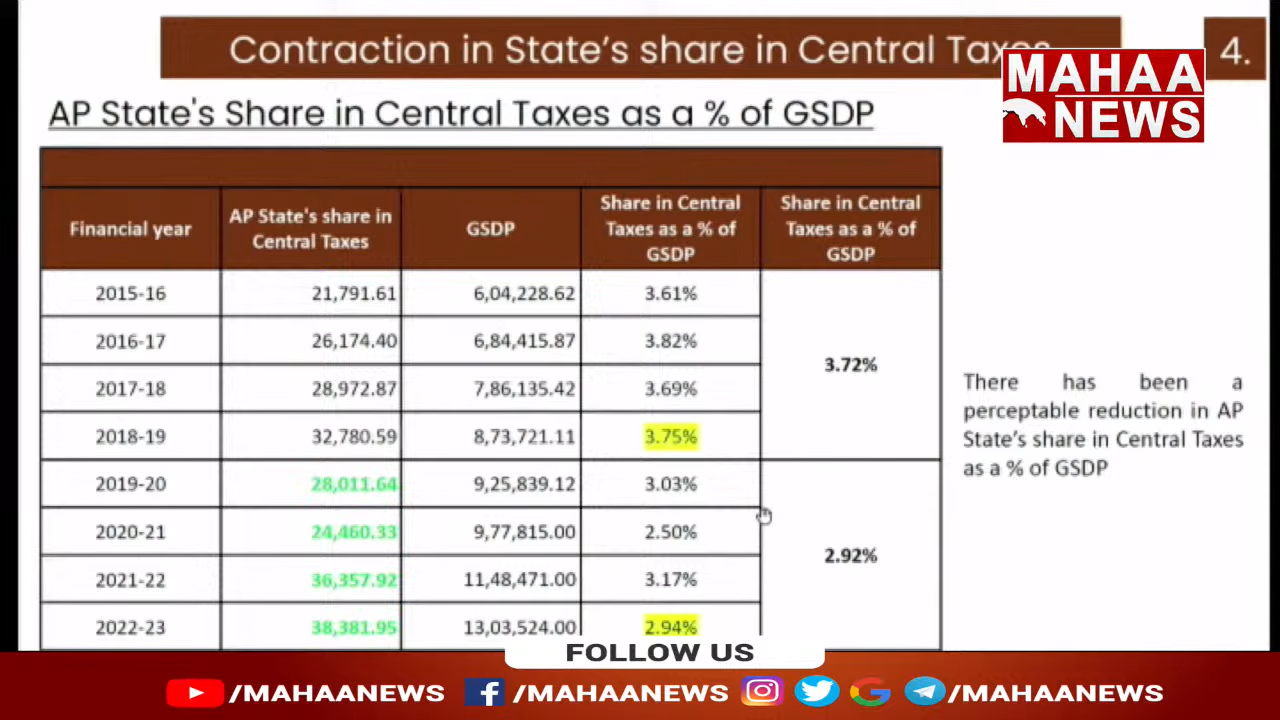 Contraction in State's share in Central Taxes
4.
MAHAA
NEWS
AP State's Share in Central Taxes as a % of GSDP
Financial year
AP State's share in
Central Taxes
GSDP
Share in Central
Taxes as a % of
GSDP
Share in Central
Taxes as a % of
GSDP
2015-16 21,791.61 6,04,228.62 3.61%
2016-17 26,174.40 6,84,415.87 3.82%
3.72%
2017-18 28,972.87 7,86,135.42 3.69%
2018-19 32,780.59 8,73,721.11 3.75%
2019-20 28,011.64 9,25,839.12 3.03%
2020-21 24,460.33 9,77,815.00 2.50%
2.92%
2021-22 36,357.92 11,48,471.00 3.17%
2022-23 38,381.95 13,03,524.00 2.94%
There has been a
perceptable reduction in AP
State's share in Central Taxes
as a % of GSDP
FOLLOW US
/MAHAANEWS /MAHAANEWS /MAHAANEWS